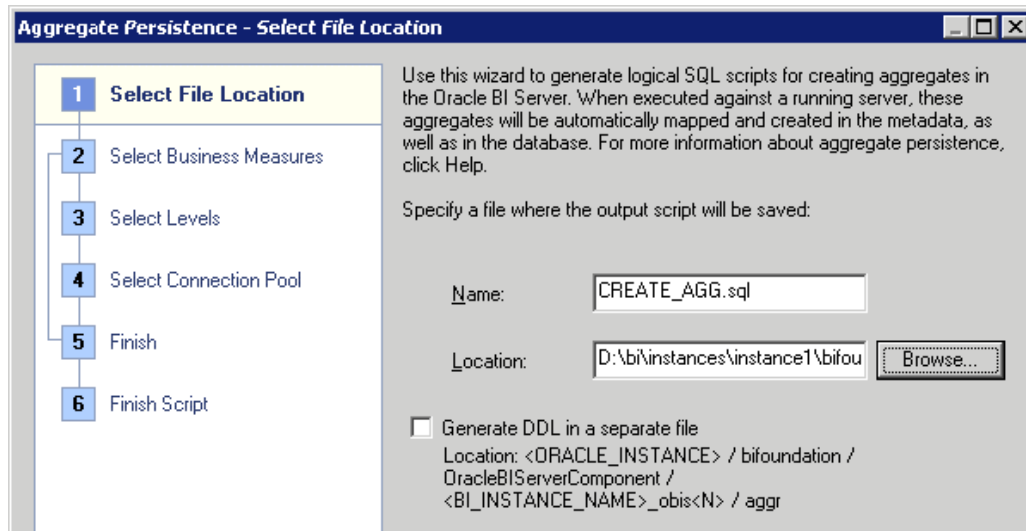 Aggregate Persistence - Select File Location
1 Select File Location
2 Select Business Measures
3 Select Levels
4 Select Connection Pool
5 Finish
6 Finish Script
Use this wizard to generate logical SQL scripts for creating aggregates in
the Oracle BI Server. When executed against a running server, these
aggregates will be automatically mapped and created in the metadata, as
well as in the database. For more information about aggregate persistence,
click Help.
Specify a file where the output script will be saved:
Name: CREATE_AGG.sql
Location: D:\bi\instances\instance1\bifou Browse...
Generate DDL in a separate file
Location: <ORACLE_INSTANCE> / bifoundation /
OracleBIServerComponent /
<BI_INSTANCE_NAME>_obis<N> / aggr